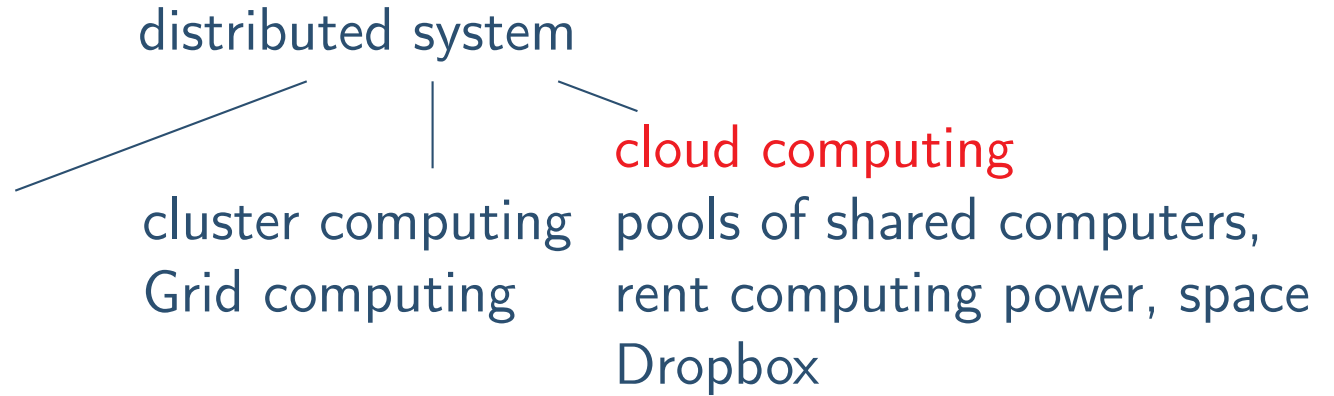 distributed system
cloud computing
cluster computing
Grid computing
pools of shared computers,
rent computing power, space
Dropbox